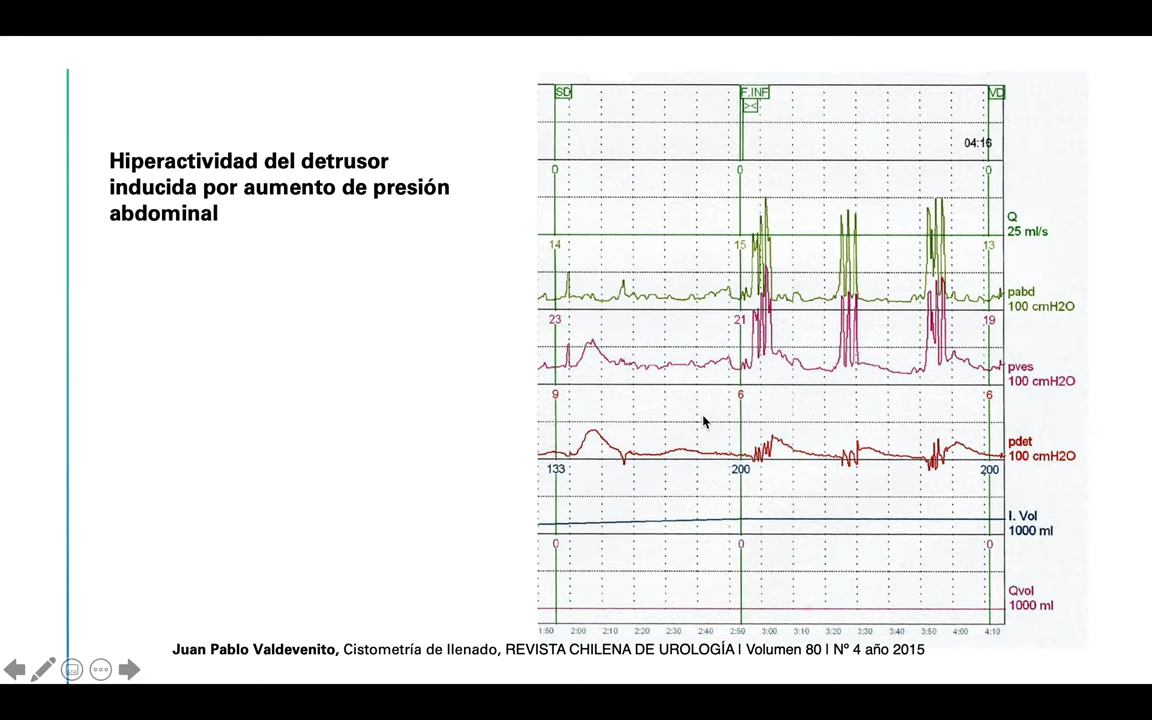 Hiperactividad del detrusor
inducida por aumento de presión
abdominal
SD
F.INF
VD
><
04:16
0
0
0
Q
25 ml/s
14
15
13
pabd
100 cmH2O
23
21
19
pves
100 cmH2O
9
6
6
pdet
100 cmH2O
133
200
200
I. Vol
1000 ml
0
0
0
Qvol
1000 ml
1:50 2:00 2:10 2:20 2:30 2:40 2:50 3:00 3:10 3:20 3:30 3:40 3:50 4:00 4:10
Juan Pablo Valdevenito, Cistometría de llenado, REVISTA CHILENA DE UROLOGÍA | Volumen 80 | Nº 4 año 2015